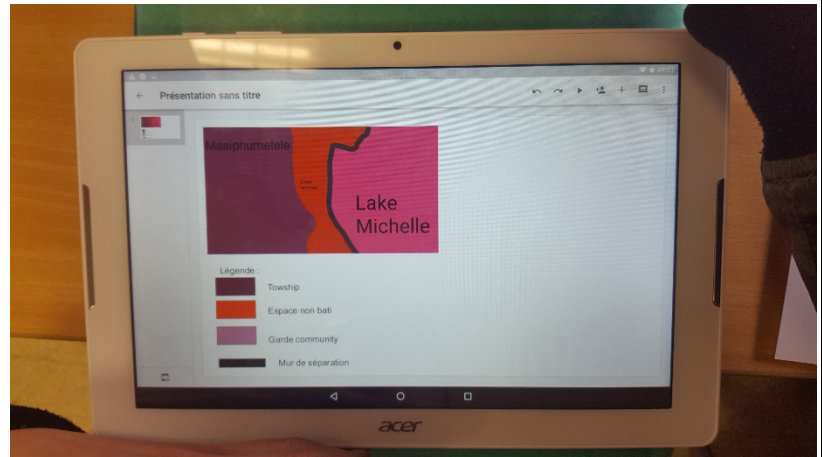 Présentation sans titre
Masiphumelele
Lake
Michelle
Légende :
Towship
Espace non bati
Garde community
Mur de séparation
acer